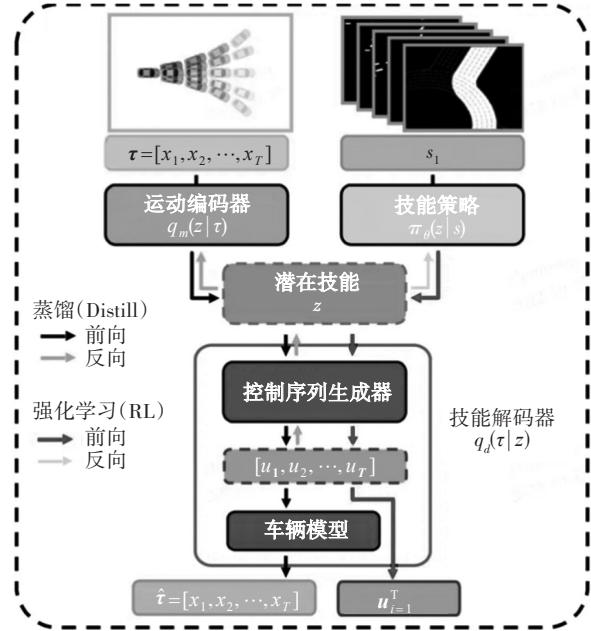 τ=[x₁,x₂,⋯,x_T]
s₁
运动编码器
q_m(z|τ)
技能策略
π_θ(z|s)
潜在技能
z
蒸馏(Distill)
前向
反向
强化学习(RL)
前向
反向
控制序列生成器
[u₁,u₂,⋯,u_T]
车辆模型
技能解码器
q_d(τ|z)
τ̂=[x₁,x₂,⋯,x_T]
u_{i=1}^T